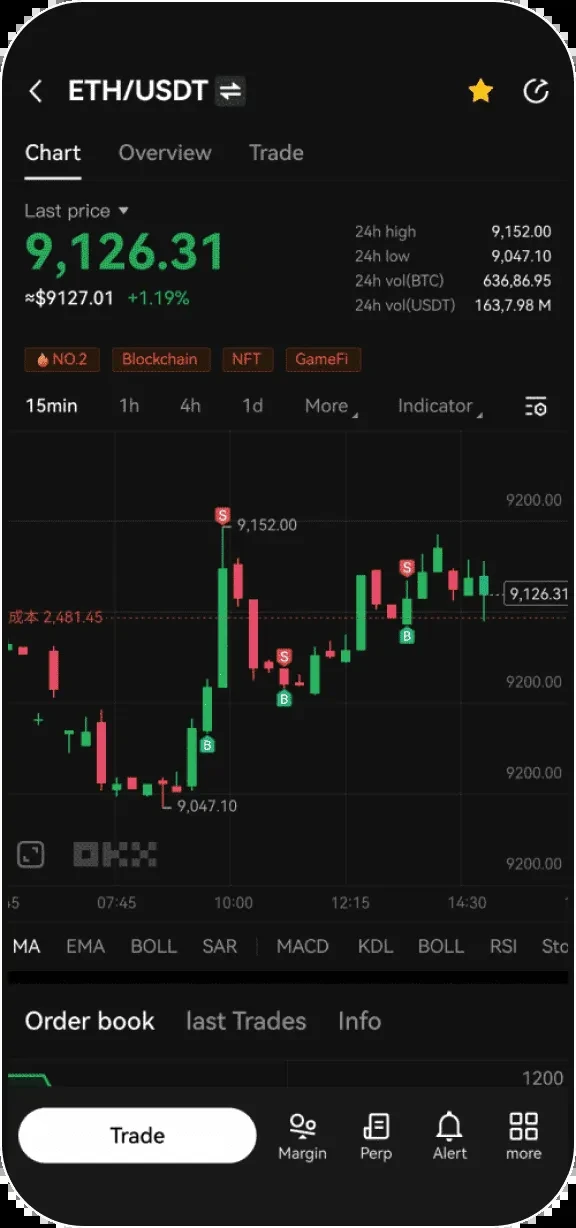 ETH/USDT
Chart Overview Trade
Last price
9,126.31
≈$9127.01 +1.19%
24h high 9,152.00
24h low 9,047.10
24h vol(BTC) 636,86.95
24h vol(USDT) 163,7.98 M
NO.2 Blockchain NFT GameFi
15min 1h 4h 1d More Indicator
9200.00
S
9,152.00
S
9,126.31
成本 2,481.45
B
S
9200.00
B
B
9200.00
9,047.10
OKX
9200.00
45 07:45 10:00 12:15 14:30 1
MA EMA BOLL SAR MACD KDL BOLL RSI Sto
Order book last Trades Info
1200
Trade
Margin Perp Alert more